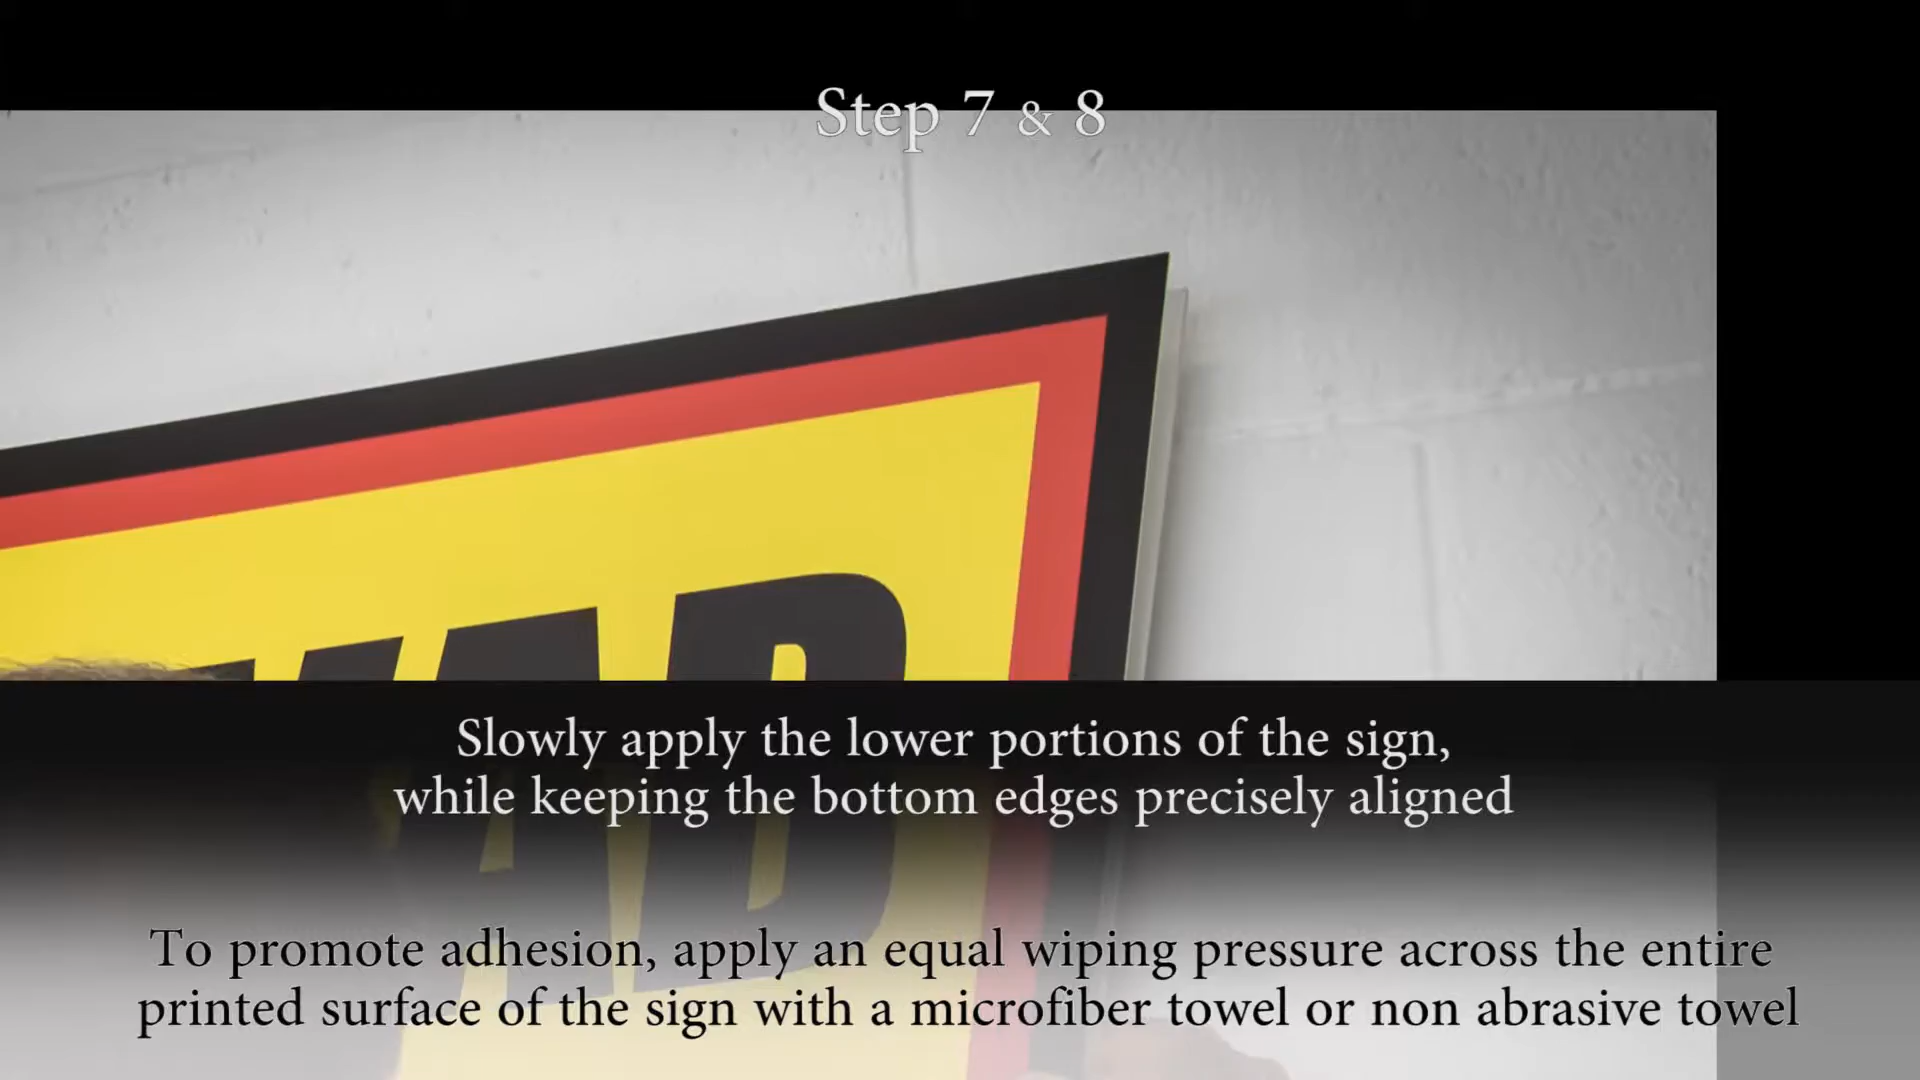 Step 7 & 8
Slowly apply the lower portions of the sign,
while keeping the bottom edges precisely aligned
To promote adhesion, apply an equal wiping pressure across the entire
printed surface of the sign with a microfiber towel or non abrasive towel